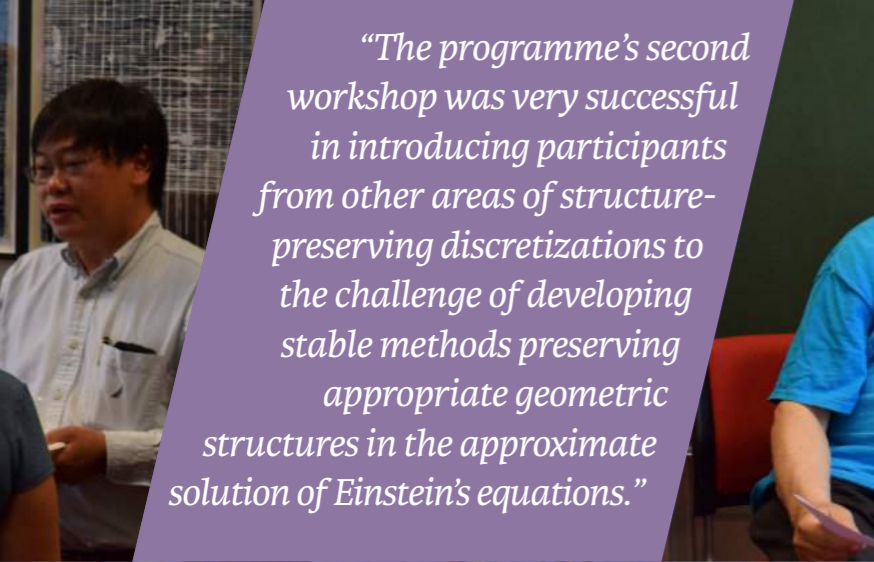 “The programme’s second
workshop was very successful
in introducing participants
from other areas of structure-
preserving discretizations to
the challenge of developing
stable methods preserving
appropriate geometric
structures in the approximate
solution of Einstein’s equations.”